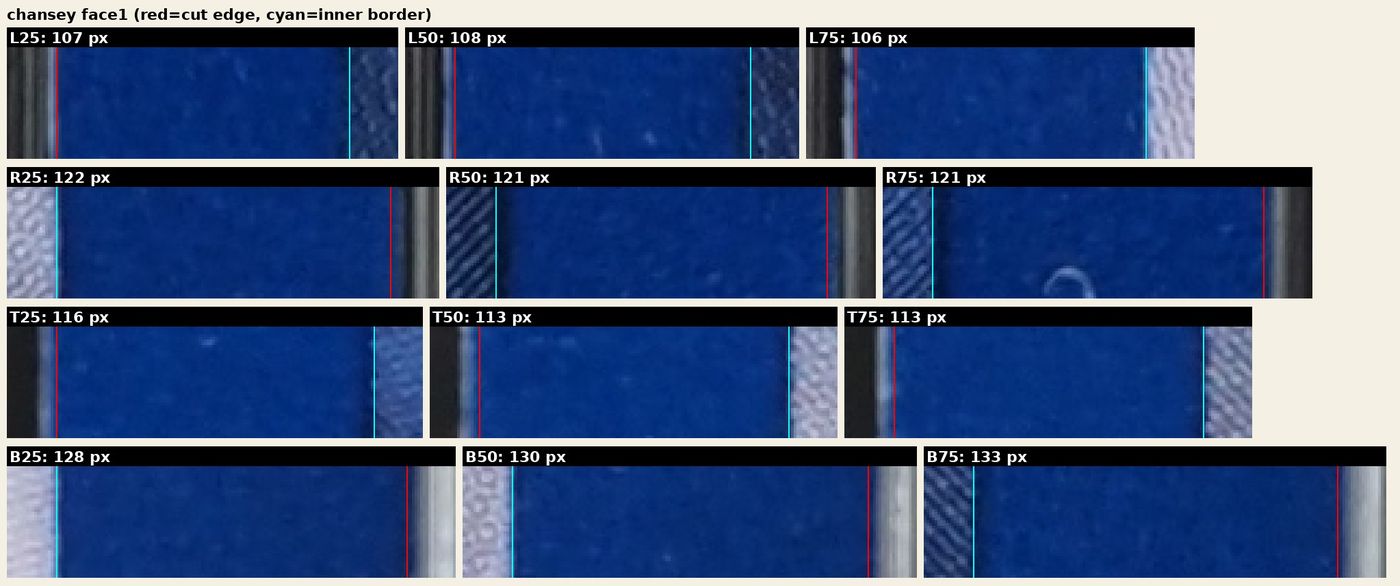 chansey face1 (red=cut edge, cyan=inner border)
L25: 107 px
L50: 108 px
L75: 106 px
R25: 122 px
R50: 121 px
R75: 121 px
T25: 116 px
T50: 113 px
T75: 113 px
B25: 128 px
B50: 130 px
B75: 133 px